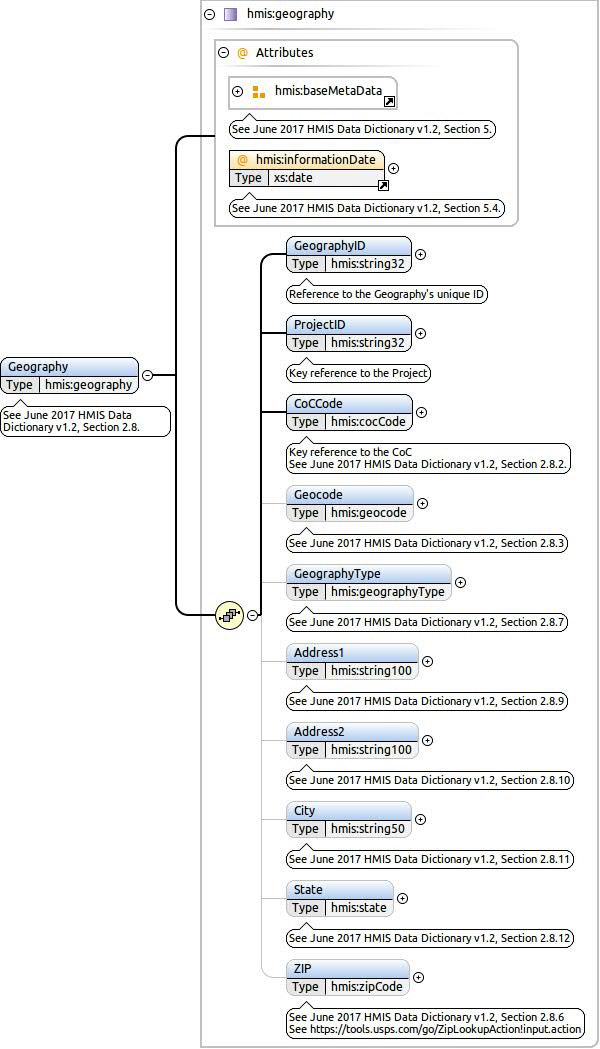 hmis:geography
@ Attributes
hmis:baseMetaData
See June 2017 HMIS Data Dictionary v1.2, Section 5.
@ hmis:informationDate
Type xs:date
See June 2017 HMIS Data Dictionary v1.2, Section 5.4.
Geography
Type hmis:geography
See June 2017 HMIS Data
Dictionary v1.2, Section 2.8.
GeographyID
Type hmis:string32
Reference to the Geography's unique ID
ProjectID
Type hmis:string32
Key reference to the Project
CoCCode
Type hmis:cocCode
Key reference to the CoC
See June 2017 HMIS Data Dictionary v1.2, Section 2.8.2.
Geocode
Type hmis:geocode
See June 2017 HMIS Data Dictionary v1.2, Section 2.8.3
GeographyType
Type hmis:geographyType
See June 2017 HMIS Data Dictionary v1.2, Section 2.8.7
Address1
Type hmis:string100
See June 2017 HMIS Data Dictionary v1.2, Section 2.8.9
Address2
Type hmis:string100
See June 2017 HMIS Data Dictionary v1.2, Section 2.8.10
City
Type hmis:string50
See June 2017 HMIS Data Dictionary v1.2, Section 2.8.11
State
Type hmis:state
See June 2017 HMIS Data Dictionary v1.2, Section 2.8.12
ZIP
Type hmis:zipCode
See June 2017 HMIS Data Dictionary v1.2, Section 2.8.6
See https://tools.usps.com/go/ZipLookupAction!input.action